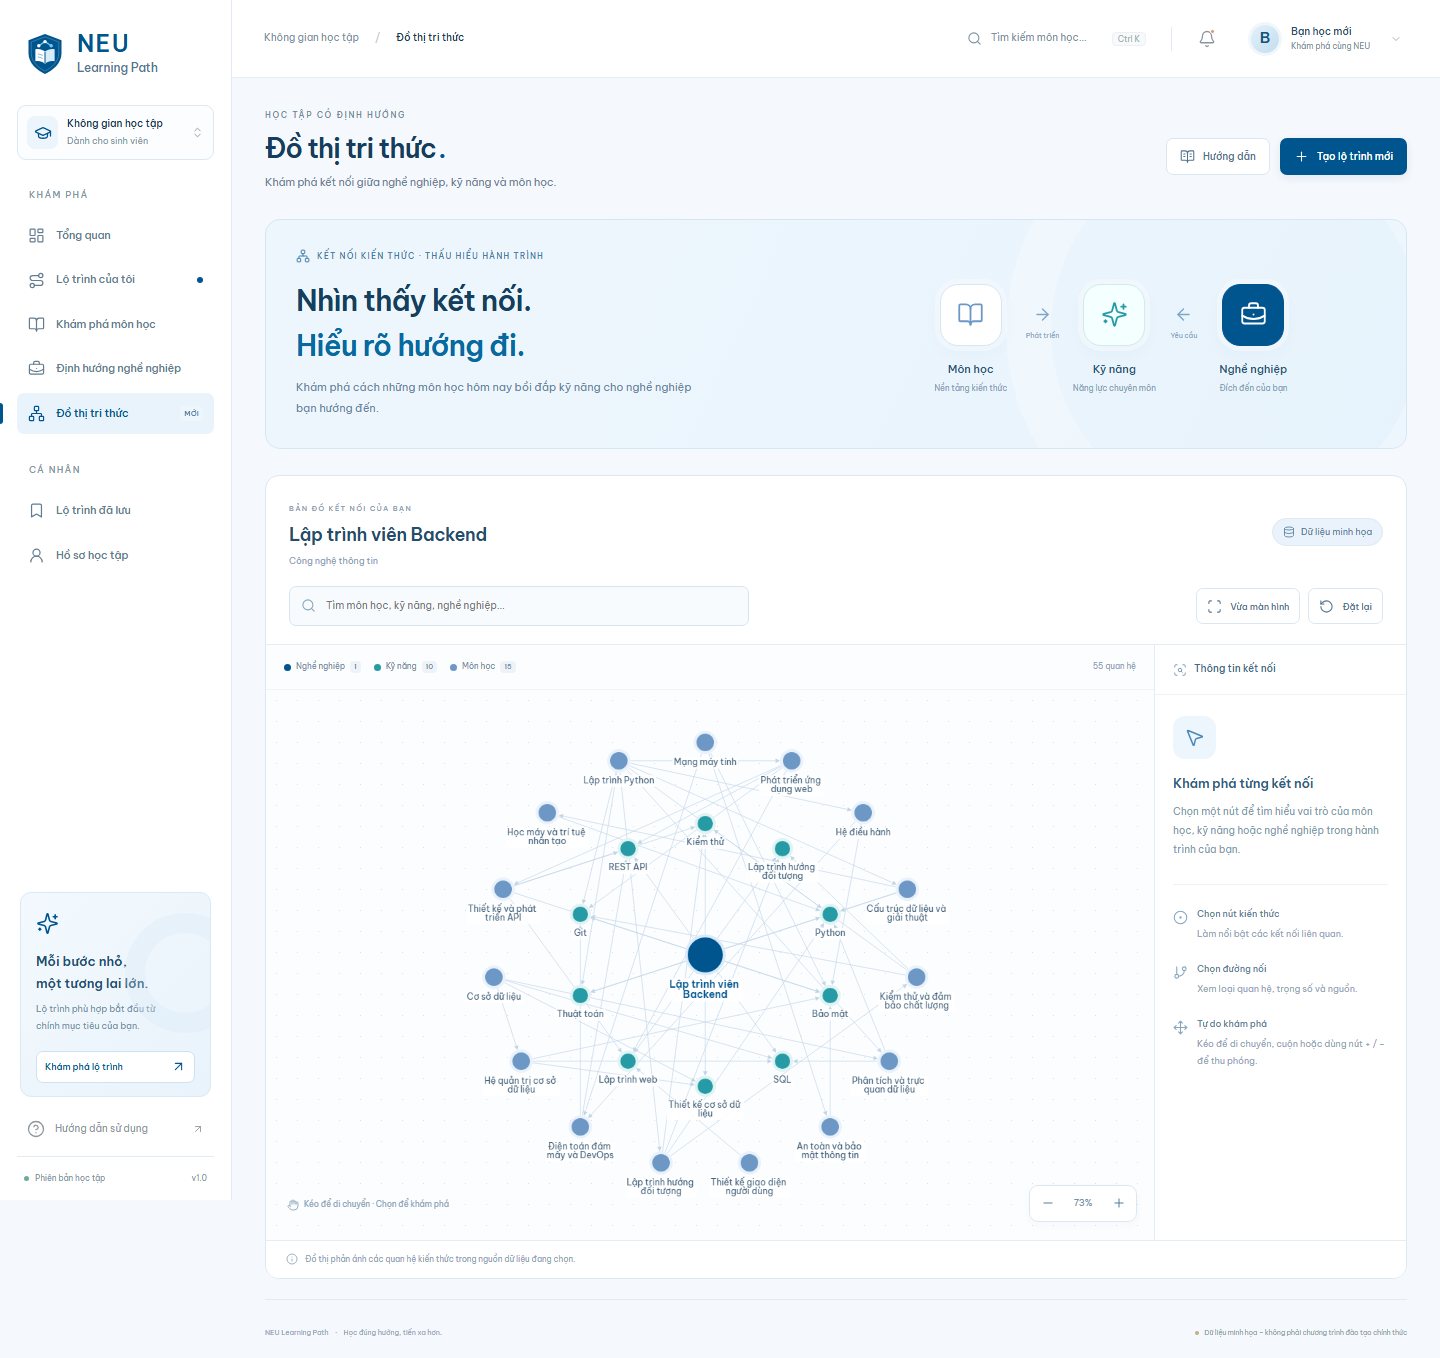 NEU
Learning Path
Không gian học tập
Dành cho sinh viên
KHÁM PHÁ
Tổng quan
Lộ trình của tôi
Khám phá môn học
Định hướng nghề nghiệp
Đồ thị tri thức
MỚI
CÁ NHÂN
Lộ trình đã lưu
Hồ sơ học tập
Mỗi bước nhỏ,
một tương lai lớn.
Lộ trình phù hợp bắt đầu từ
chính mục tiêu của bạn.
Khám phá lộ trình
Hướng dẫn sử dụng
Phiên bản học tập
v1.0
Không gian học tập / Đồ thị tri thức
Tìm kiếm môn học...
Ctrl K
B
Bạn học mới
Khám phá cùng NEU
HỌC TẬP CÓ ĐỊNH HƯỚNG
Đồ thị tri thức.
Khám phá kết nối giữa nghề nghiệp, kỹ năng và môn học.
Hướng dẫn
Tạo lộ trình mới
KẾT NỐI KIẾN THỨC · THẤU HIỂU HÀNH TRÌNH
Nhìn thấy kết nối.
Hiểu rõ hướng đi.
Khám phá cách những môn học hôm nay bồi đắp kỹ năng cho nghề nghiệp
bạn hướng đến.
Môn học
Nền tảng kiến thức
Phát triển
Kỹ năng
Năng lực chuyên môn
Yêu cầu
Nghề nghiệp
Đích đến của bạn
BẢN ĐỒ KẾT NỐI CỦA BẠN
Lập trình viên Backend
Công nghệ thông tin
Dữ liệu minh họa
Tìm môn học, kỹ năng, nghề nghiệp...
Vừa màn hình
Đặt lại
Nghề nghiệp 1
Kỹ năng 10
Môn học 15
55 quan hệ
Mạng máy tính
Lập trình Python
Phát triển ứng
dụng web
Học máy và trí tuệ
nhân tạo
Kiểm thử
Hệ điều hành
REST API
Lập trình hướng
đối tượng
Thiết kế và phát
triển API
Cấu trúc dữ liệu và
giải thuật
Git
Python
Lập trình viên
Backend
Cơ sở dữ liệu
Kiểm thử và đảm
bảo chất lượng
Thuật toán
Bảo mật
Hệ quản trị cơ sở
dữ liệu
Lập trình web
SQL
Phân tích và trực
quan dữ liệu
Thiết kế cơ sở dữ
liệu
Điện toán đám
mây và DevOps
An toàn và bảo
mật thông tin
Lập trình hướng
đối tượng
Thiết kế giao diện
người dùng
Kéo để di chuyển · Chọn để khám phá
73%
Thông tin kết nối
Khám phá từng kết nối
Chọn một nút để tìm hiểu vai trò của môn
học, kỹ năng hoặc nghề nghiệp trong hành
trình của bạn.
Chọn nút kiến thức
Làm nổi bật các kết nối liên quan.
Chọn đường nối
Xem loại quan hệ, trọng số và nguồn.
Tự do khám phá
Kéo để di chuyển, cuộn hoặc dùng nút + / −
để thu phóng.
Đồ thị phản ánh các quan hệ kiến thức trong nguồn dữ liệu đang chọn.
NEU Learning Path · Học đúng hướng, tiến xa hơn.
Dữ liệu minh họa – không phải chương trình đào tạo chính thức